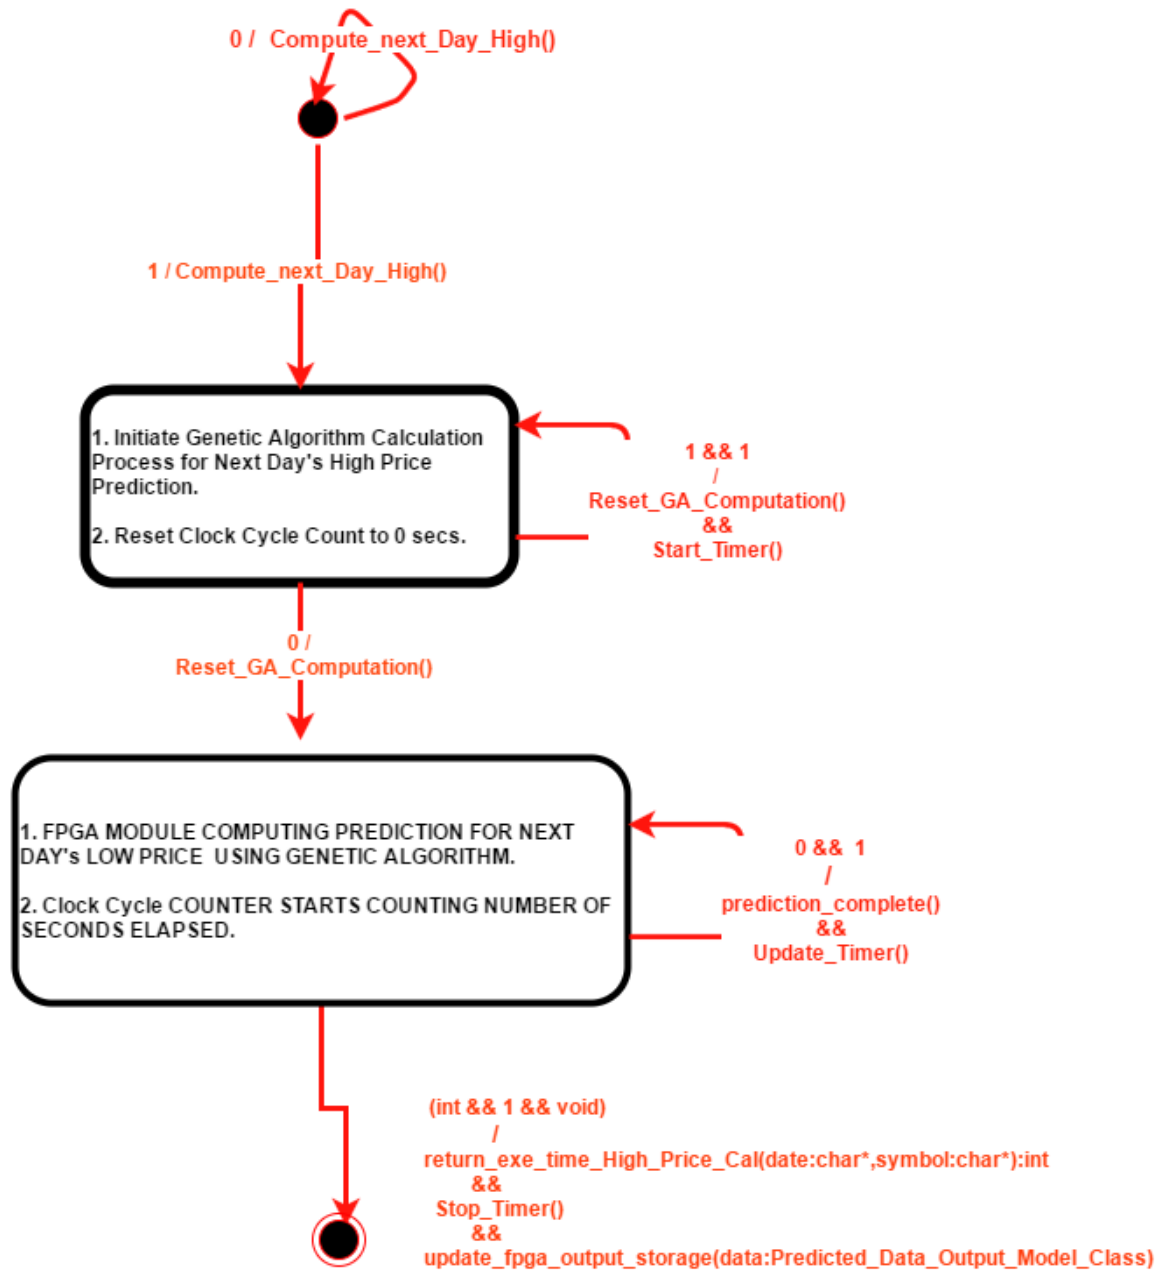 0 / Compute_next_Day_High()
1 / Compute_next_Day_High()
1. Initiate Genetic Algorithm Calculation
Process for Next Day's High Price
Prediction.
2. Reset Clock Cycle Count to 0 secs.
1 && 1
/
Reset_GA_Computation()
&&
Start_Timer()
0 /
Reset_GA_Computation()
1. FPGA MODULE COMPUTING PREDICTION FOR NEXT
DAY's LOW PRICE USING GENETIC ALGORITHM.
2. Clock Cycle COUNTER STARTS COUNTING NUMBER OF
SECONDS ELAPSED.
0 && 1
/
prediction_complete()
&&
Update_Timer()
(int && 1 && void)
/
return_exe_time_High_Price_Cal(date:char*,symbol:char*):int
&&
Stop_Timer()
&&
update_fpga_output_storage(data:Predicted_Data_Output_Model_Class)